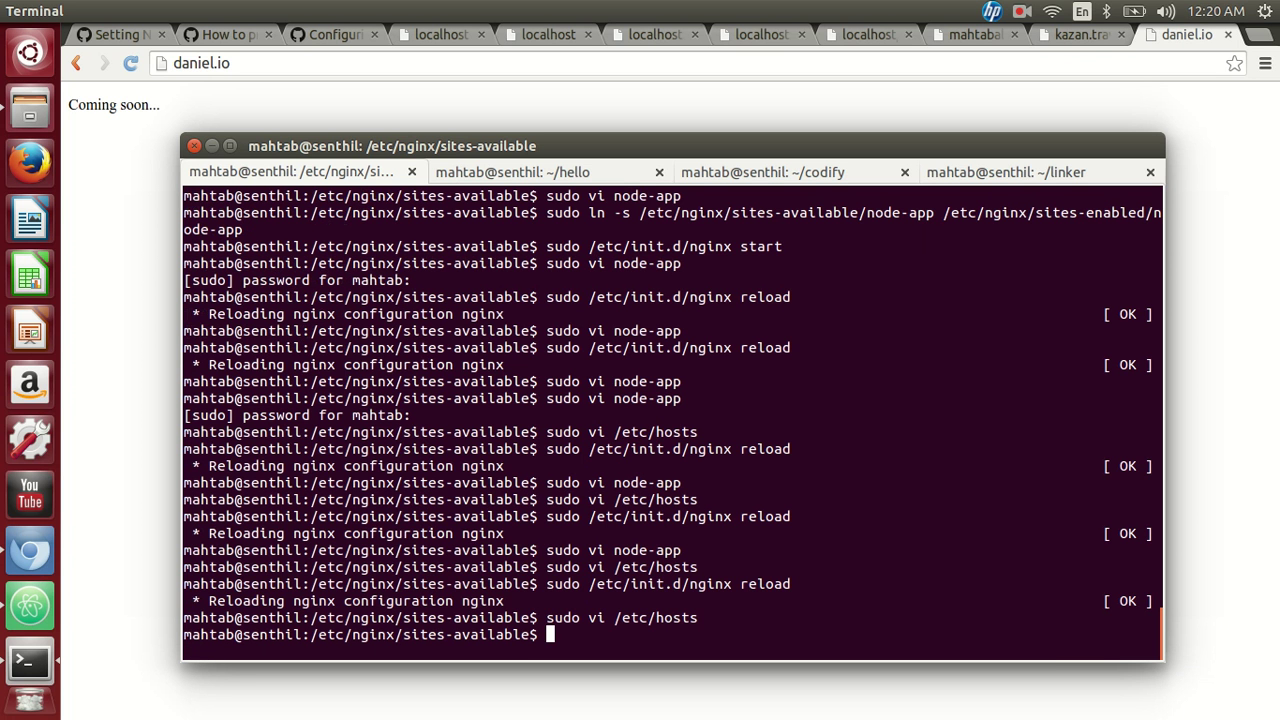 Terminal
hp
En
12:20 AM
Setting N
How to p
Configuri
localhost
localhost
localhost
localhost
localhost
mahtabal
kazan.tra
daniel.io
daniel.io
Coming soon...
mahtab@senthil: /etc/nginx/sites-available
mahtab@senthil: /etc/nginx/si...
mahtab@senthil: ~/hello
mahtab@senthil: ~/codify
mahtab@senthil: ~/linker
mahtab@senthil:/etc/nginx/sites-available$ sudo vi node-app
mahtab@senthil:/etc/nginx/sites-available$ sudo ln -s /etc/nginx/sites-available/node-app /etc/nginx/sites-enabled/n
ode-app
mahtab@senthil:/etc/nginx/sites-available$ sudo /etc/init.d/nginx start
mahtab@senthil:/etc/nginx/sites-available$ sudo vi node-app
[sudo] password for mahtab:
mahtab@senthil:/etc/nginx/sites-available$ sudo /etc/init.d/nginx reload
* Reloading nginx configuration nginx [ OK ]
mahtab@senthil:/etc/nginx/sites-available$ sudo vi node-app
mahtab@senthil:/etc/nginx/sites-available$ sudo /etc/init.d/nginx reload
* Reloading nginx configuration nginx [ OK ]
mahtab@senthil:/etc/nginx/sites-available$ sudo vi node-app
mahtab@senthil:/etc/nginx/sites-available$ sudo vi node-app
[sudo] password for mahtab:
mahtab@senthil:/etc/nginx/sites-available$ sudo vi /etc/hosts
mahtab@senthil:/etc/nginx/sites-available$ sudo /etc/init.d/nginx reload
* Reloading nginx configuration nginx [ OK ]
mahtab@senthil:/etc/nginx/sites-available$ sudo vi node-app
mahtab@senthil:/etc/nginx/sites-available$ sudo vi /etc/hosts
mahtab@senthil:/etc/nginx/sites-available$ sudo /etc/init.d/nginx reload
* Reloading nginx configuration nginx [ OK ]
mahtab@senthil:/etc/nginx/sites-available$ sudo vi node-app
mahtab@senthil:/etc/nginx/sites-available$ sudo vi /etc/hosts
mahtab@senthil:/etc/nginx/sites-available$ sudo /etc/init.d/nginx reload
* Reloading nginx configuration nginx [ OK ]
mahtab@senthil:/etc/nginx/sites-available$ sudo vi /etc/hosts
mahtab@senthil:/etc/nginx/sites-available$
a
You
Tube
>_